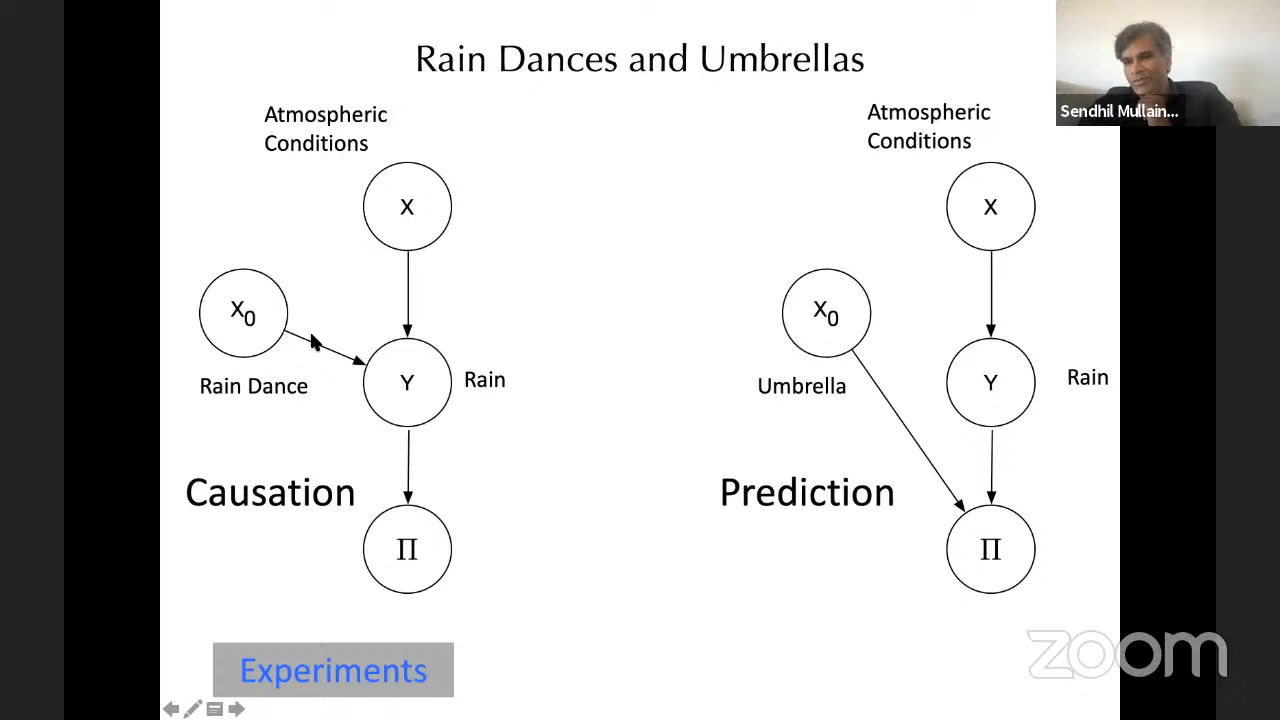 Rain Dances and Umbrellas
Sendhil Mullain...
Atmospheric
Conditions
X
X0
Rain Dance
Y
Rain
Causation
Π
Experiments
Atmospheric
Conditions
X
X0
Umbrella
Y
Rain
Prediction
Π
zoom